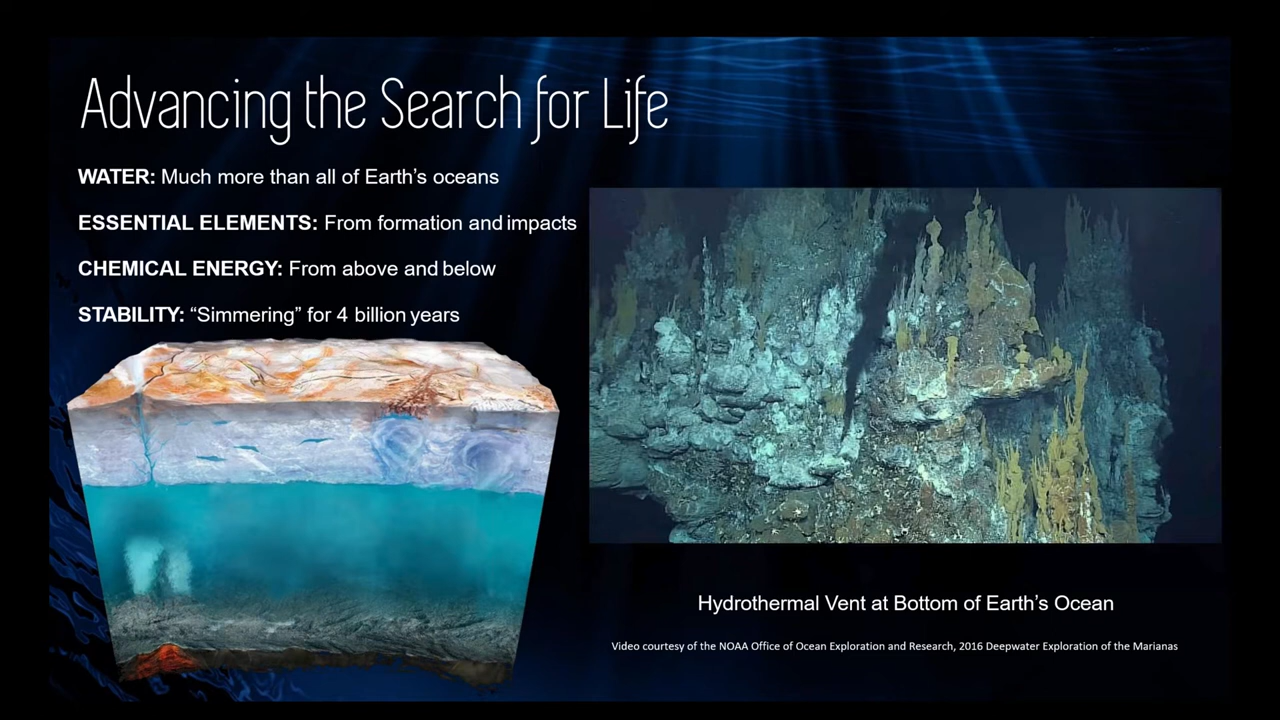 Advancing the Search for Life
WATER: Much more than all of Earth’s oceans
ESSENTIAL ELEMENTS: From formation and impacts
CHEMICAL ENERGY: From above and below
STABILITY: “Simmering” for 4 billion years
Hydrothermal Vent at Bottom of Earth’s Ocean
Video courtesy of the NOAA Office of Ocean Exploration and Research, 2016 Deepwater Exploration of the Marianas